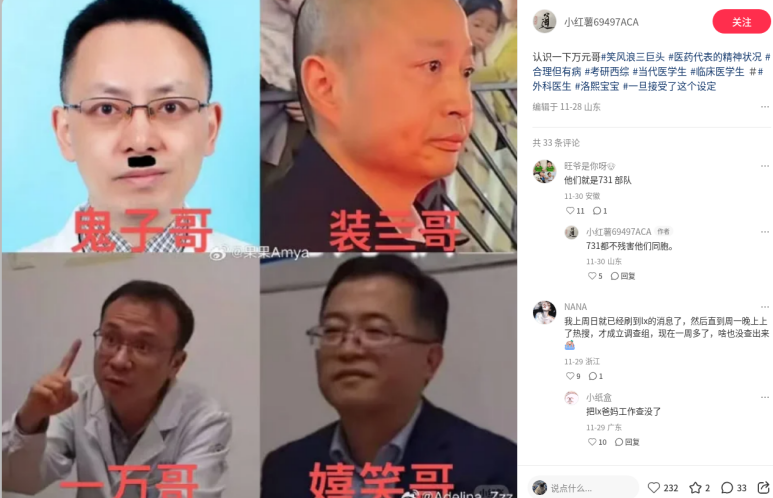 鬼子哥
装兰哥
@果果Amya
一万哥
嬉笑哥
@Adelina_Zzz
小红薯69497ACA
关注
认识一下万元哥#笑风浪三巨头 #医药代表的精神状况 #
合理但有病 #考研西综 #当代医学生 #临床医学生 ##
外科医生 #洛熙宝宝 #一旦接受了这个设定
编辑于 11-28 山东
共 33 条评论
旺爷是你呀
他们就是731 部队
11-30 安徽
11
1
小红薯69497ACA
作者
731都不残害他们同胞。
11-30 山东
5
回复
NANA
我上周日就已经刷到lx的消息了，然后直到周一晚上上
了热搜，才成立调查组，现在一周多了，啥也没查出来
11-29 浙江
9
1
小纸盒
把lx爸妈工作查没了
11-29 广东
10
回复
说点什么...
232
2
33